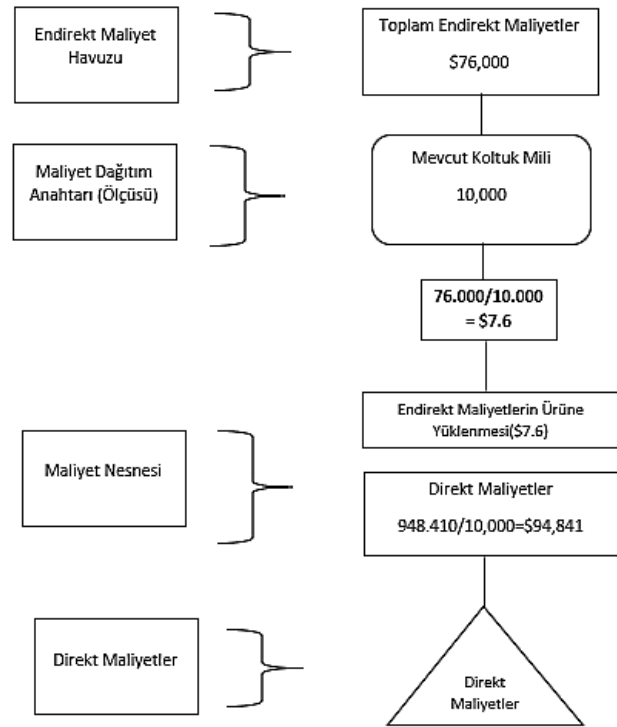 Endirekt Maliyet
Havuzu
Toplam Endirekt Maliyetler
$76,000
Maliyet Dağıtım
Anahtarı (Ölçüsü)
Mevcut Koltuk Mili
10,000
76.000/10.000
= $7.6
Endirekt Maliyetlerin Ürüne
Yüklenmesi($7.6)
Maliyet Nesnesi
Direkt Maliyetler
948.410/10,000=$94,841
Direkt Maliyetler
Direkt
Maliyetler